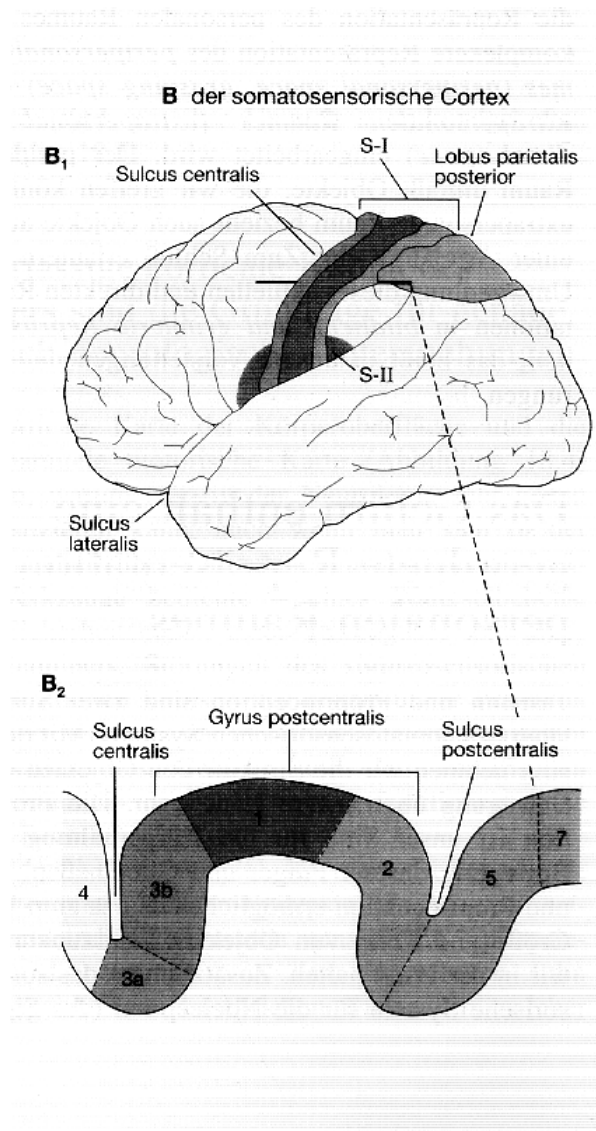 B der somatosensorische Cortex
B₁
S-I
Sulcus centralis
Lobus parietalis
posterior
S-II
Sulcus
lateralis
B₂
Gyrus postcentralis
Sulcus
centralis
Sulcus
postcentralis
1
7
4
3b
2
5
3a